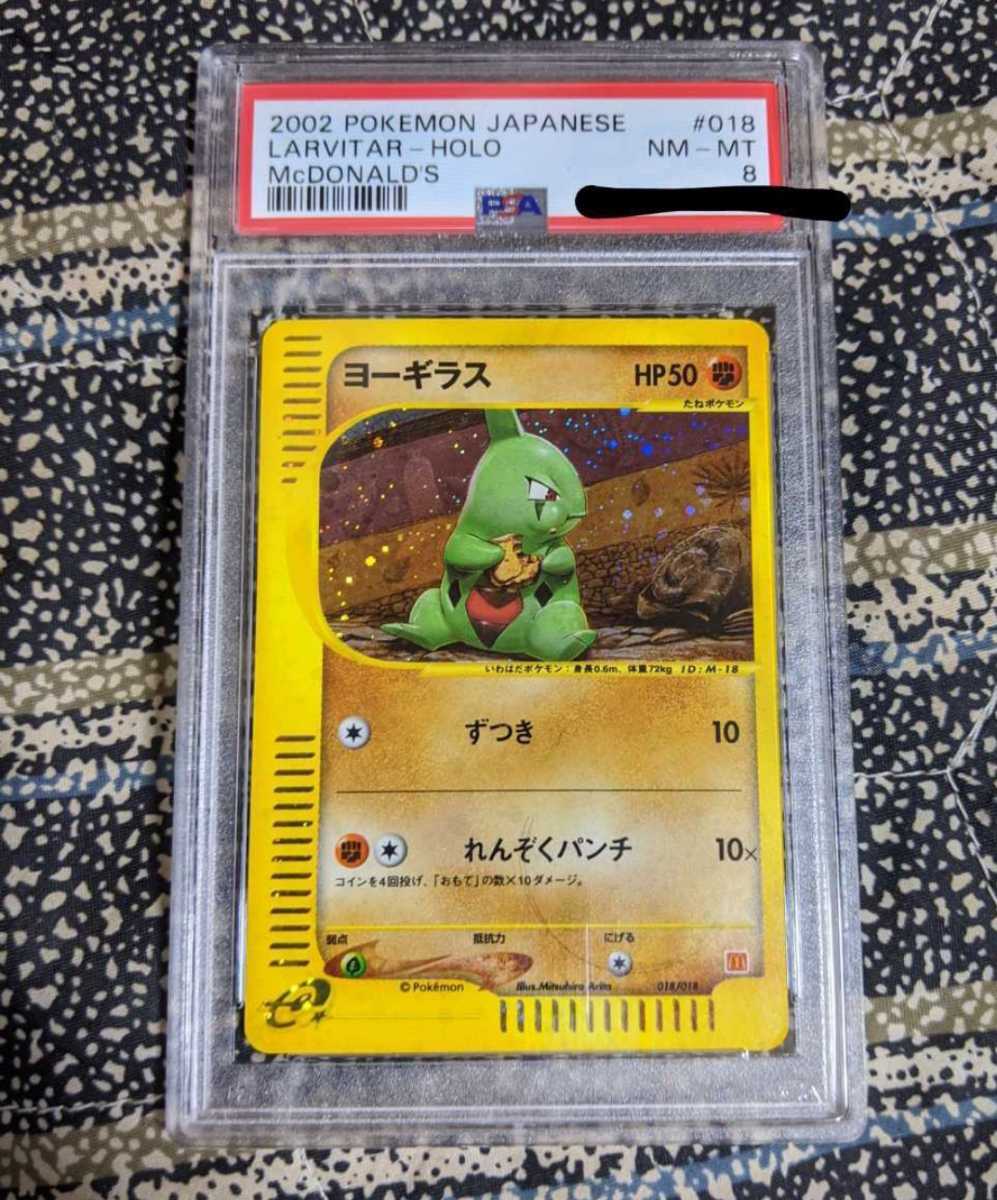 2002 POKEMON JAPANESE #018
LARVITAR-HOLO NM-MT
McDONALD'S 8
PSA
ヨーギラス HP50
たねポケモン
いわはだポケモン：身長0.6m、体重72kg ID:M-18
ずつき 10
れんぞくパンチ 10×
コインを4回投げ、「おもて」の数×10ダメージ。
弱点 抵抗力 にげる
©Pokémon Illus.Mitsuhiro Arita 018/018
e